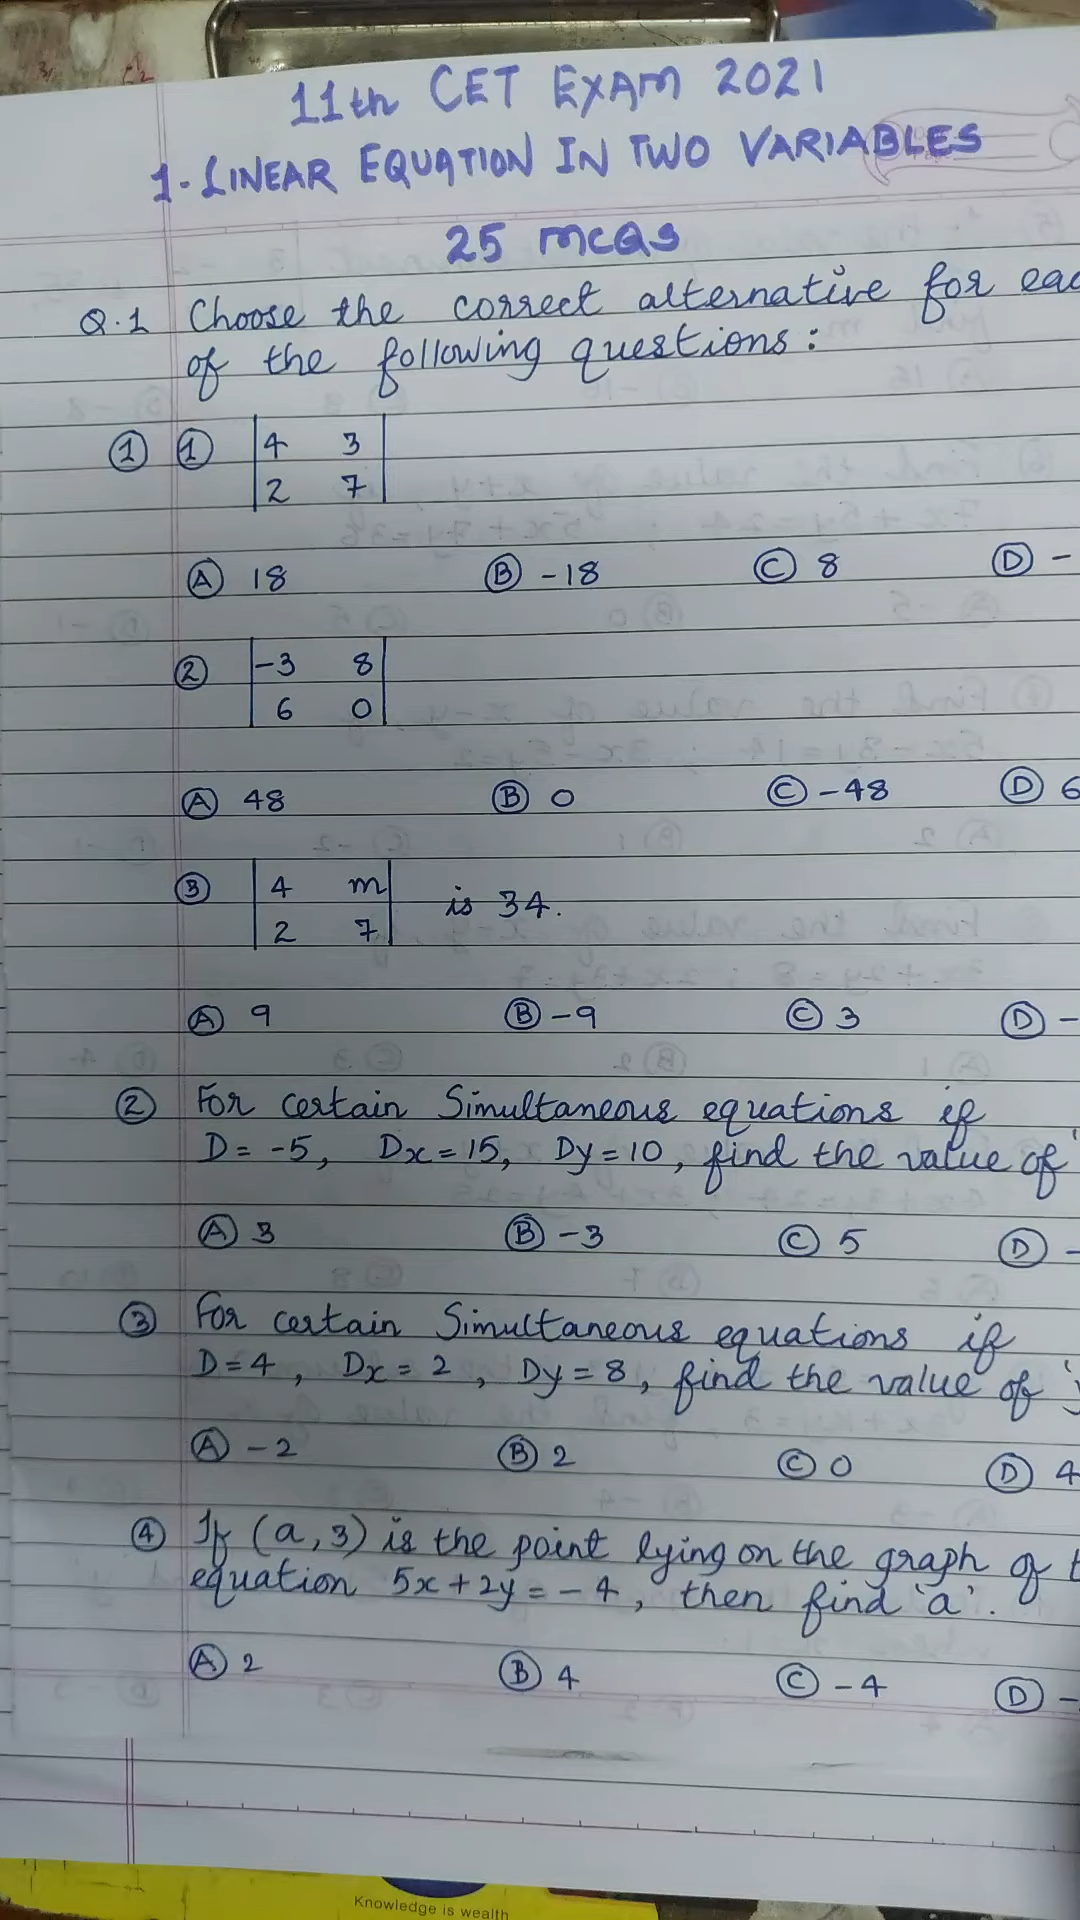 11th CET EXAM 2021
1-LINEAR EQUATION IN TWO VARIABLES
25 MCQS
Q.1 Choose the correct alternative for eac
of the following questions :
① ① |4 3|
|2 7|
Ⓐ 18 Ⓑ -18 Ⓒ 8 Ⓓ -
② |-3 8|
|6 0|
Ⓐ 48 Ⓑ 0 Ⓒ -48 Ⓓ 6
③ |4 m| is 34.
|2 7|
Ⓐ 9 Ⓑ -9 Ⓒ 3 Ⓓ -
② For certain Simultaneous equations if
D = -5, Dx = 15, Dy = 10, find the value of '
Ⓐ 3 Ⓑ -3 Ⓒ 5 Ⓓ -
③ For certain Simultaneous equations if
D = 4, Dx = 2, Dy = 8, find the value of 'y
Ⓐ -2 Ⓑ 2 Ⓒ 0 Ⓓ 4
④ If (a, 3) is the point lying on the graph of t
equation 5x + 2y = -4, then find 'a'.
Ⓐ 2 Ⓑ 4 Ⓒ -4 Ⓓ -
Knowledge is wealth